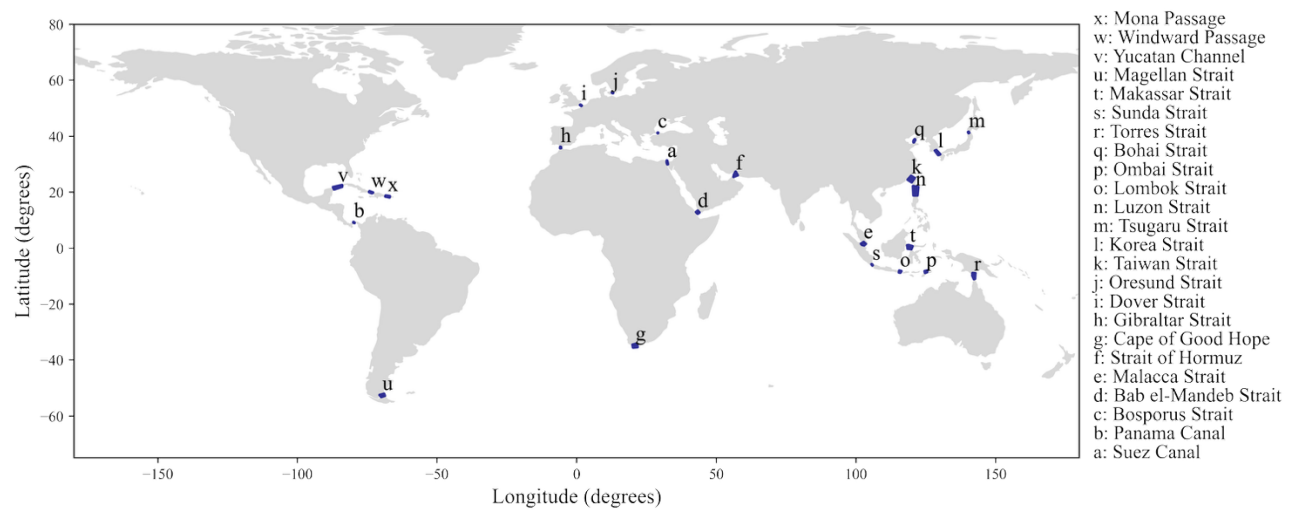 80
60
40
20
0
−20
−40
−60
Latitude (degrees)
−150
−100
−50
0
50
100
150
Longitude (degrees)
j
i
c
m
h
q
l
a
f
k
n
v
w
x
d
b
e
t
s
o
p
r
g
u
x: Mona Passage
w: Windward Passage
v: Yucatan Channel
u: Magellan Strait
t: Makassar Strait
s: Sunda Strait
r: Torres Strait
q: Bohai Strait
p: Ombai Strait
o: Lombok Strait
n: Luzon Strait
m: Tsugaru Strait
l: Korea Strait
k: Taiwan Strait
j: Oresund Strait
i: Dover Strait
h: Gibraltar Strait
g: Cape of Good Hope
f: Strait of Hormuz
e: Malacca Strait
d: Bab el-Mandeb Strait
c: Bosporus Strait
b: Panama Canal
a: Suez Canal